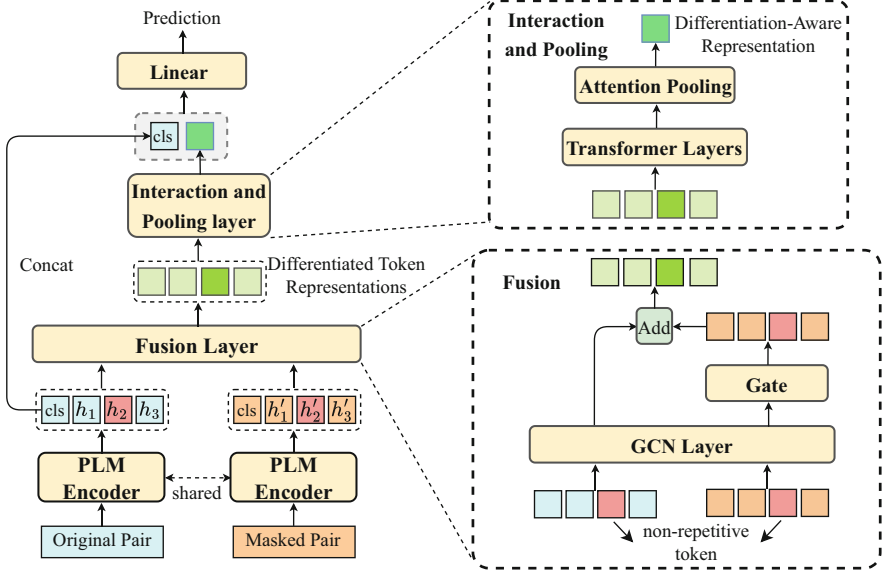 Prediction
Linear
cls
Interaction and
Pooling layer
Concat
Differentiated Token
Representations
Fusion Layer
cls h₁ h₂ h₃
cls h′₁ h′₂ h′₃
PLM
Encoder
shared
PLM
Encoder
Original Pair
Masked Pair
Interaction
and Pooling
Differentiation-Aware
Representation
Attention Pooling
Transformer Layers
Fusion
Add
Gate
GCN Layer
non-repetitive
token